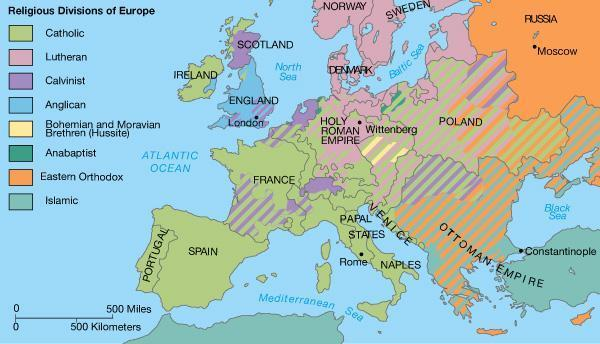 Religious Divisions of Europe
Catholic
Lutheran
Calvinist
Anglican
Bohemian and Moravian
Brethren (Hussite)
Anabaptist
Eastern Orthodox
Islamic
NORWAY
SWEDEN
RUSSIA
Moscow
SCOTLAND
North
Sea
Baltic Sea
DENMARK
IRELAND
ENGLAND
London
HOLY
ROMAN
EMPIRE
Wittenberg
POLAND
ATLANTIC
OCEAN
FRANCE
PAPAL
STATES
VENICE
OTTOMAN EMPIRE
Black
Sea
Constantinople
PORTUGAL
SPAIN
Rome
NAPLES
Mediterranean Sea
0 500 Miles
0 500 Kilometers